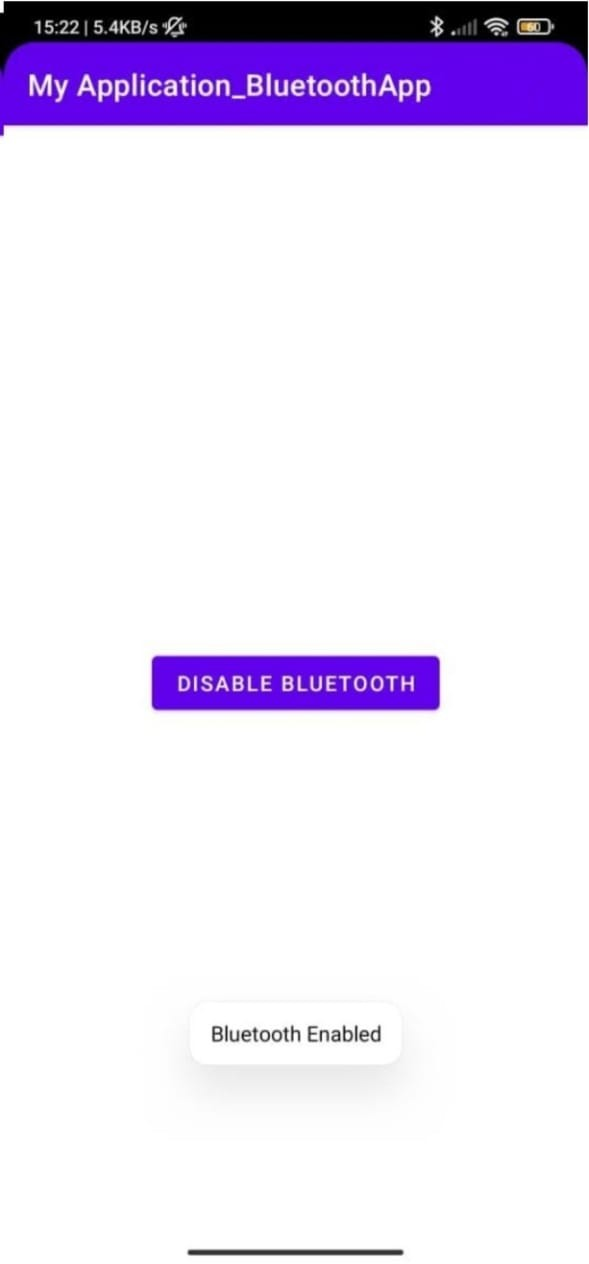 15:22 | 5.4KB/s
60
My Application_BluetoothApp
DISABLE BLUETOOTH
Bluetooth Enabled